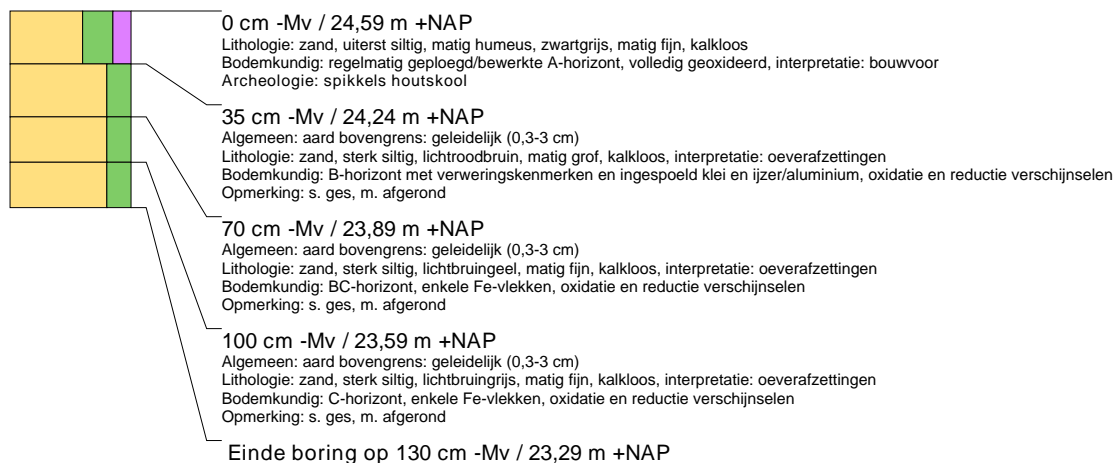 0 cm -Mv / 24,59 m +NAP
Lithologie: zand, uiterst siltig, matig humeus, zwartgrijs, matig fijn, kalkloos
Bodemkundig: regelmatig geploegd/bewerkte A-horizont, volledig geoxideerd, interpretatie: bouwvoor
Archeologie: spikkels houtskool
35 cm -Mv / 24,24 m +NAP
Algemeen: aard bovengrens: geleidelijk (0,3-3 cm)
Lithologie: zand, sterk siltig, lichtroodbruin, matig grof, kalkloos, interpretatie: oeverafzettingen
Bodemkundig: B-horizont met verweringskenmerken en ingespoeld klei en ijzer/aluminium, oxidatie en reductie verschijnselen
Opmerking: s. ges, m. afgerond
70 cm -Mv / 23,89 m +NAP
Algemeen: aard bovengrens: geleidelijk (0,3-3 cm)
Lithologie: zand, sterk siltig, lichtbruingeel, matig fijn, kalkloos, interpretatie: oeverafzettingen
Bodemkundig: BC-horizont, enkele Fe-vlekken, oxidatie en reductie verschijnselen
Opmerking: s. ges, m. afgerond
100 cm -Mv / 23,59 m +NAP
Algemeen: aard bovengrens: geleidelijk (0,3-3 cm)
Lithologie: zand, sterk siltig, lichtbruingrijs, matig fijn, kalkloos, interpretatie: oeverafzettingen
Bodemkundig: C-horizont, enkele Fe-vlekken, oxidatie en reductie verschijnselen
Opmerking: s. ges, m. afgerond
Einde boring op 130 cm -Mv / 23,29 m +NAP